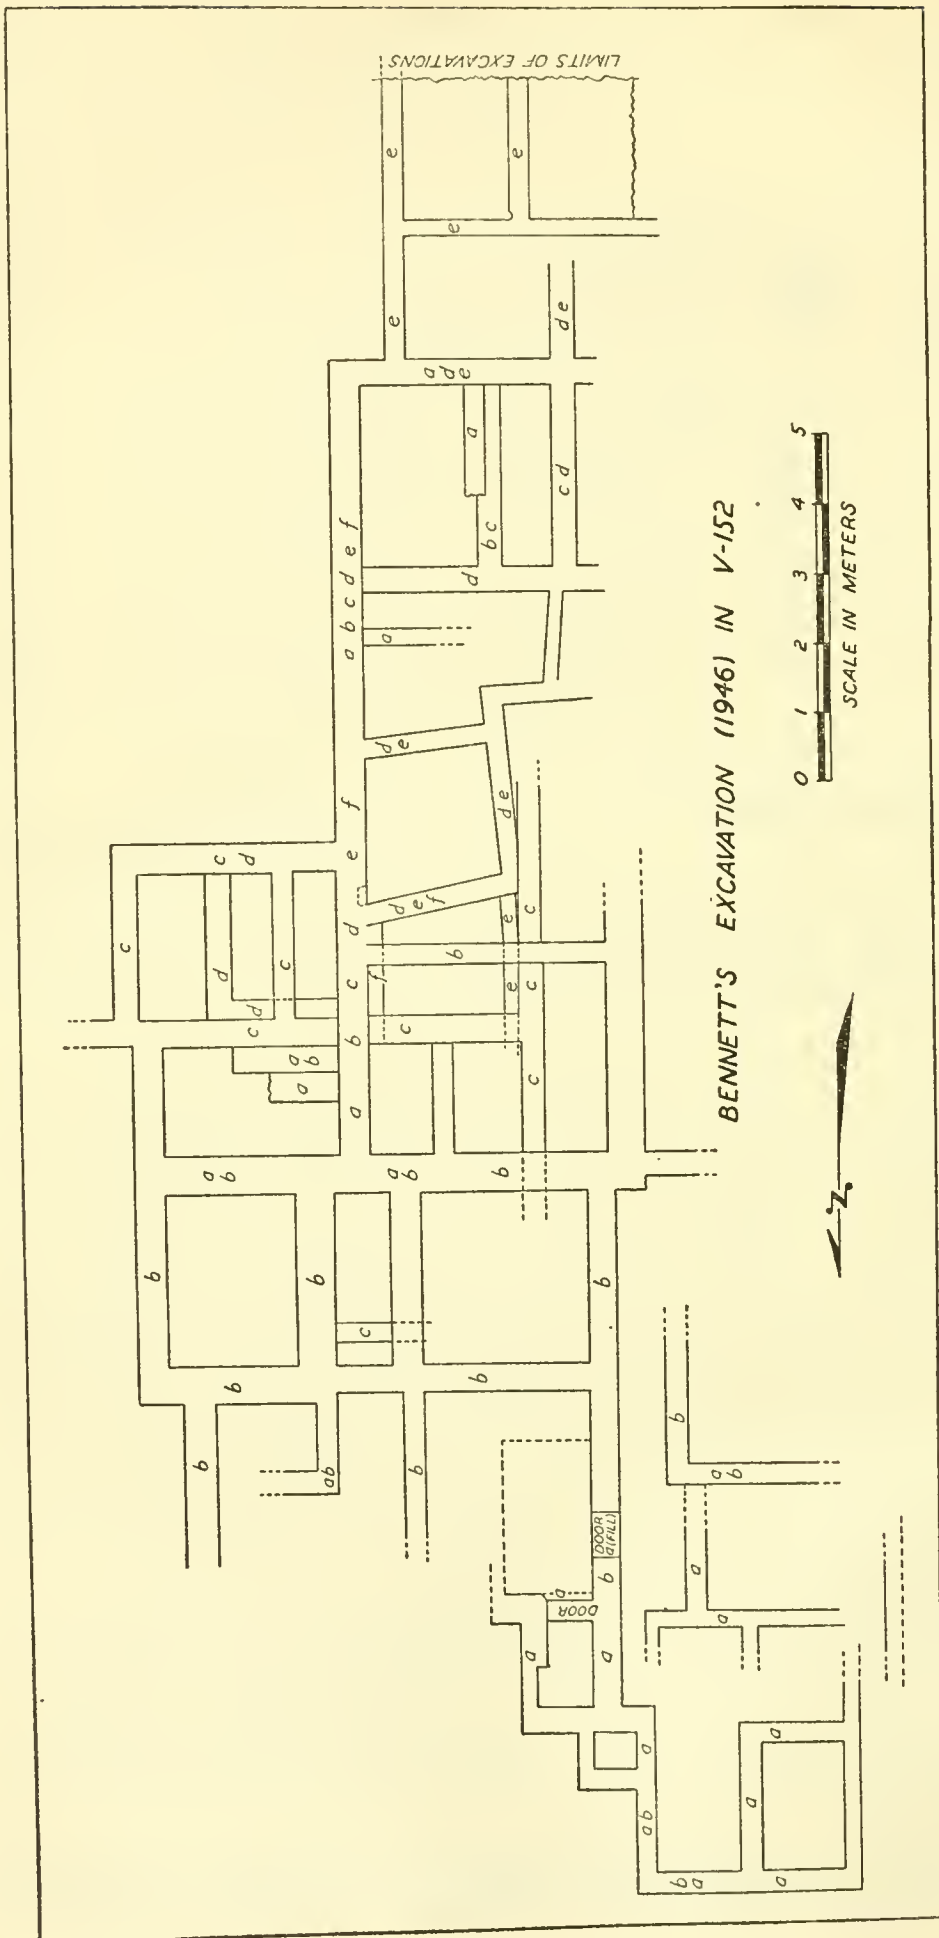 LIMITS OF EXCAVATIONS
e
e
e
e
d e
a d e
a
b c
c d
d
a b c d e f
a
d e
d e
c
d
c
c
d
d
c
a b
a
a b c d e f
d e f
f
b
e
c
e
c
c
c
a b
a b
b
b
b
b
c
b
b
b
a b
b
DOOR
a (FILL)
b
DOOR
a
a
a
a
a b
a b
a
a
a
a
b
a b
a
a
BENNETT'S EXCAVATION (1946) IN V-152
0 1 2 3 4 5
SCALE IN METERS
N